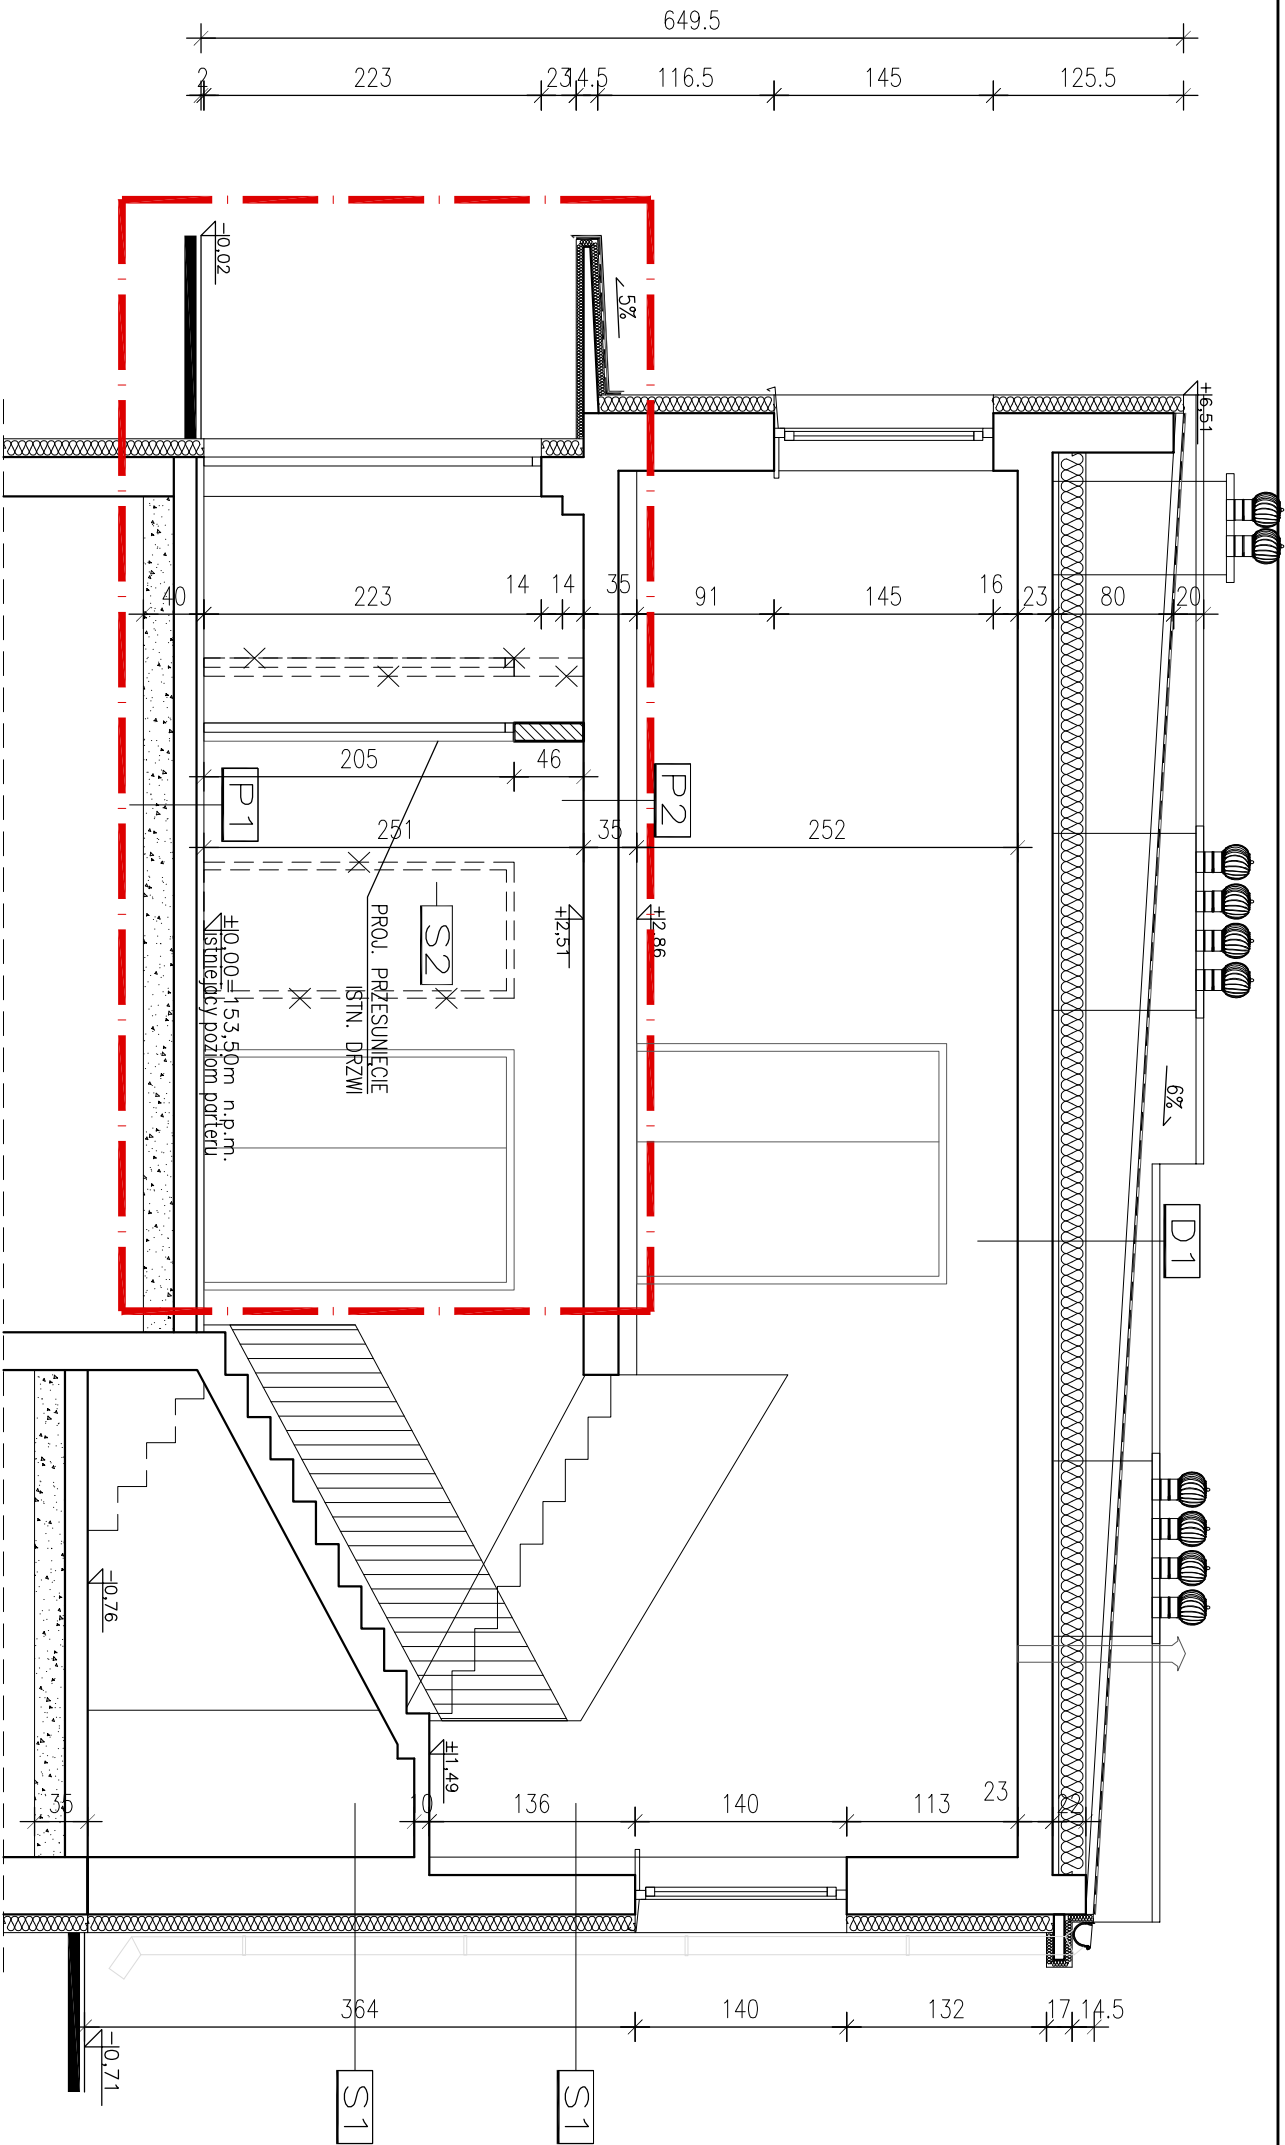 649.5
2 223 23 14.5 116.5 145 125.5
-0,02
5%
+6,51
40 223 14 14 35 91 145 16 23 80 20
205 46
P1
P2
251 35 252
S2
+2,51
+2,86
PROJ. PRZESUNIĘCIE
ISTN. DRZWI
±0,00=153,50m n.p.m.
istniejący poziom parteru
6%
D1
-0,76
+1,49
35 10 136 140 113 23 22
364 140 132 17 14.5
-0,71
S1
S1